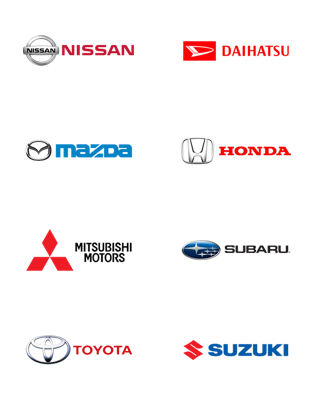 NISSAN NISSAN
DAIHATSU
mazda
HONDA
MITSUBISHI
MOTORS
SUBARU
TOYOTA
SUZUKI